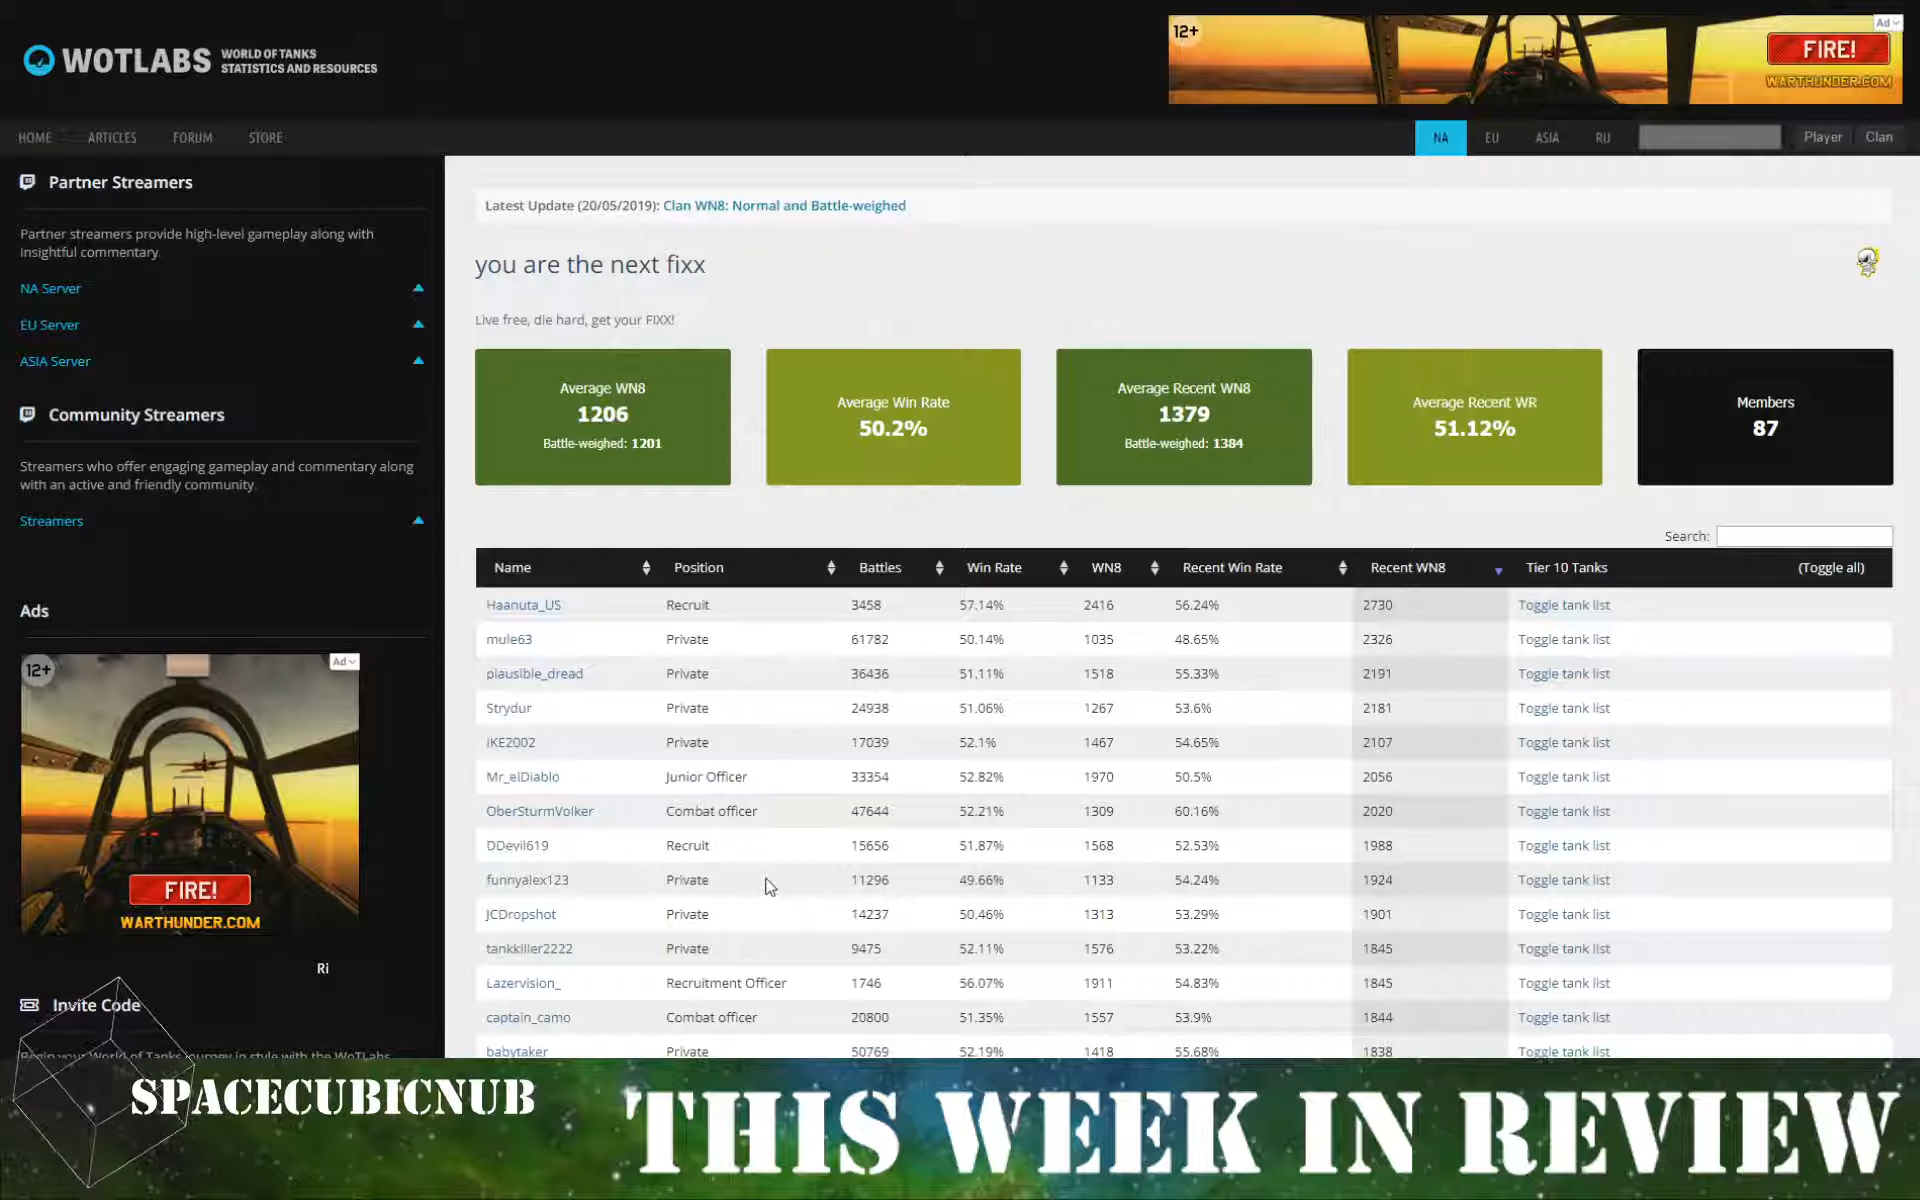 WOTLABS WORLD OF TANKS
STATISTICS AND RESOURCES
12+
Ad
FIRE!
WARTHUNDER.COM
HOME ARTICLES FORUM STORE
NA EU ASIA RU Player Clan
Partner Streamers
Partner streamers provide high-level gameplay along with
insightful commentary.
NA Server
EU Server
ASIA Server
Community Streamers
Streamers who offer engaging gameplay and commentary along
with an active and friendly community.
Streamers
Ads
12+
Ad
FIRE!
WARTHUNDER.COM
Ri
Invite Code
Begin your World of Tanks journey in style with the WoTLabs
Latest Update (20/05/2019): Clan WN8: Normal and Battle-weighed
you are the next fixx
Live free, die hard, get your FIXX!
Average WN8
1206
Battle-weighed: 1201
Average Win Rate
50.2%
Average Recent WN8
1379
Battle-weighed: 1384
Average Recent WR
51.12%
Members
87
Search:
Name Position Battles Win Rate WN8 Recent Win Rate Recent WN8 Tier 10 Tanks (Toggle all)
Haanuta_US Recruit 3458 57.14% 2416 56.24% 2730 Toggle tank list
mule63 Private 61782 50.14% 1035 48.65% 2326 Toggle tank list
plausible_dread Private 36436 51.11% 1518 55.33% 2191 Toggle tank list
Strydur Private 24938 51.06% 1267 53.6% 2181 Toggle tank list
IKE2002 Private 17039 52.1% 1467 54.65% 2107 Toggle tank list
Mr_elDiablo Junior Officer 33354 52.82% 1970 50.5% 2056 Toggle tank list
OberSturmVolker Combat officer 47644 52.21% 1309 60.16% 2020 Toggle tank list
DDevil619 Recruit 15656 51.87% 1568 52.53% 1988 Toggle tank list
funnyalex123 Private 11296 49.66% 1133 54.24% 1924 Toggle tank list
JCDropshot Private 14237 50.46% 1313 53.29% 1901 Toggle tank list
tankkiller2222 Private 9475 52.11% 1576 53.22% 1845 Toggle tank list
Lazervision_ Recruitment Officer 1746 56.07% 1911 54.83% 1845 Toggle tank list
captain_camo Combat officer 20800 51.35% 1557 53.9% 1844 Toggle tank list
babytaker Private 50769 52.19% 1418 55.68% 1838 Toggle tank list
SPACECUBICNUB
THIS WEEK IN REVIEW